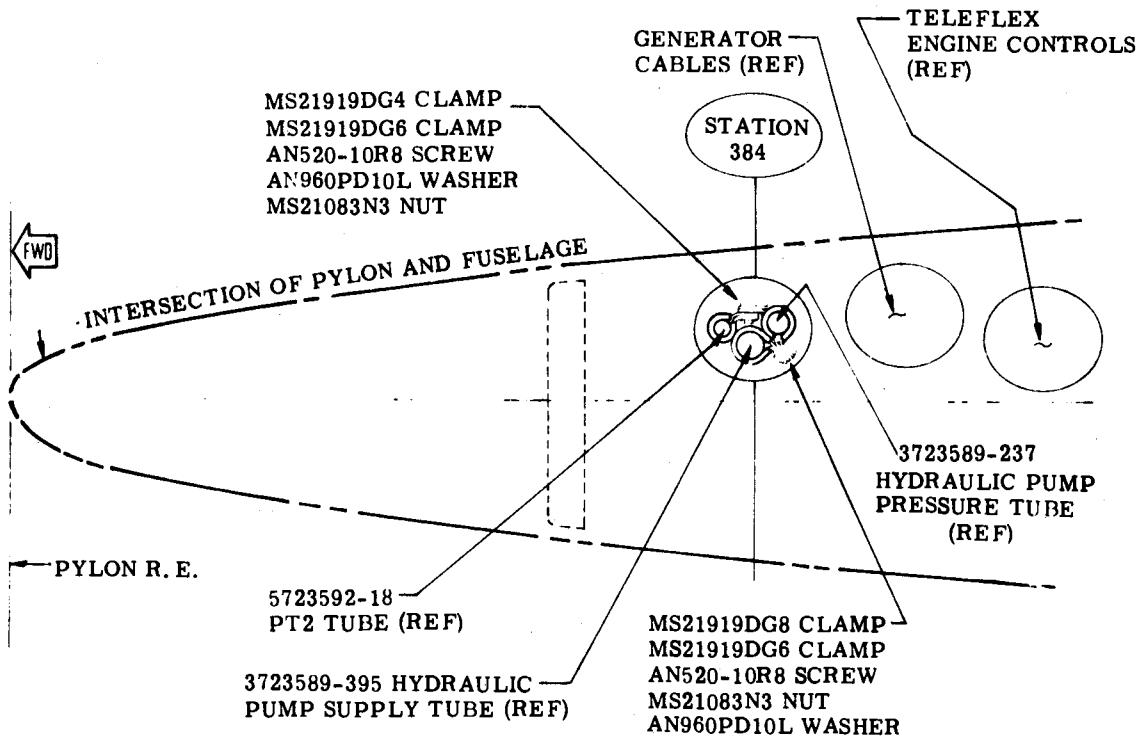 TELEFLEX
ENGINE CONTROLS
(REF)
GENERATOR
CABLES (REF)
MS21919DG4 CLAMP
MS21919DG6 CLAMP
AN520-10R8 SCREW
AN960PD10L WASHER
MS21083N3 NUT
STATION
384
FWD
INTERSECTION OF PYLON AND FUSELAGE
3723589-237
HYDRAULIC PUMP
PRESSURE TUBE
(REF)
PYLON R. E.
5723592-18
PT2 TUBE (REF)
3723589-395 HYDRAULIC
PUMP SUPPLY TUBE (REF)
MS21919DG8 CLAMP
MS21919DG6 CLAMP
AN520-10R8 SCREW
MS21083N3 NUT
AN960PD10L WASHER